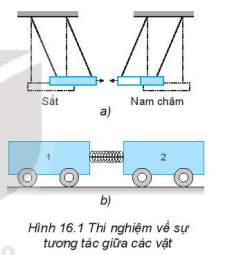 Sắt Nam châm
a)
1 2
b)
Hình 16.1 Thí nghiệm về sự
tương tác giữa các vật